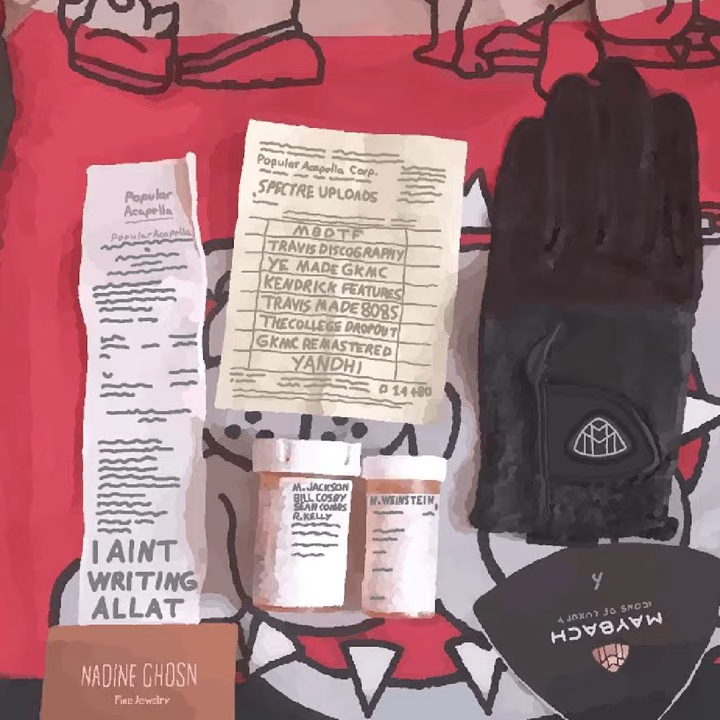 Popular
Acapella
Popular Acapella
I AINT
WRITING
ALLAT
NADINE GHOSN
Fine Jewelry
Popular Acapella Corp.
SPECTRE UPLOADS
MBDTF
TRAVIS DISCOGRAPHY
YE MADE GKMC
KENDRICK FEATURES
TRAVIS MADE 808S
THECOLLEGE DROPOUT
GKMC REMASTERED
YANDHI
M. JACKSON
BILL COSBY
SEAN COMBS
R.KELLY
H.WEINSTEIN
MAYBACH
ICONS OF LUXURY